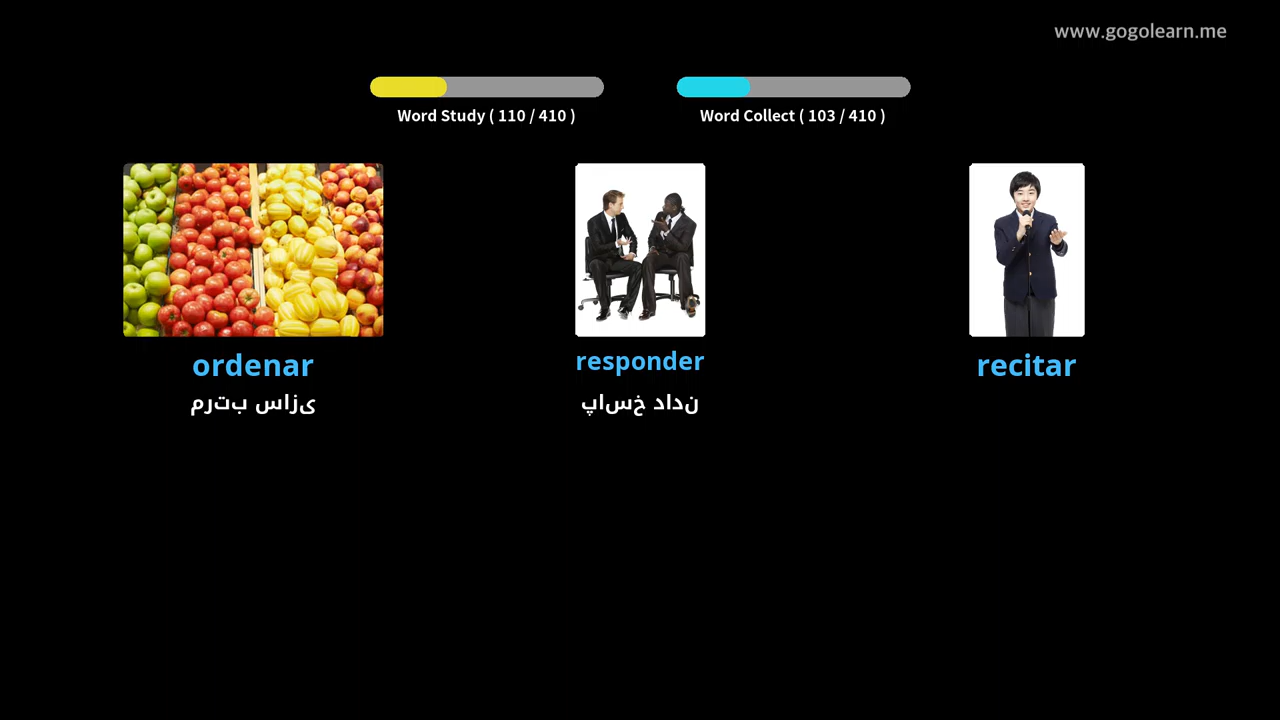 www.gogolearn.me
Word Study ( 110 / 410 )
Word Collect ( 103 / 410 )
ordenar
responder
recitar
مرتب سازی
پاسخ دادن